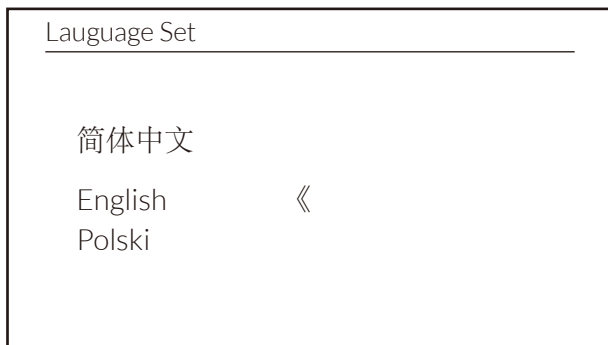 Lauguage Set
简体中文
English 《
Polski